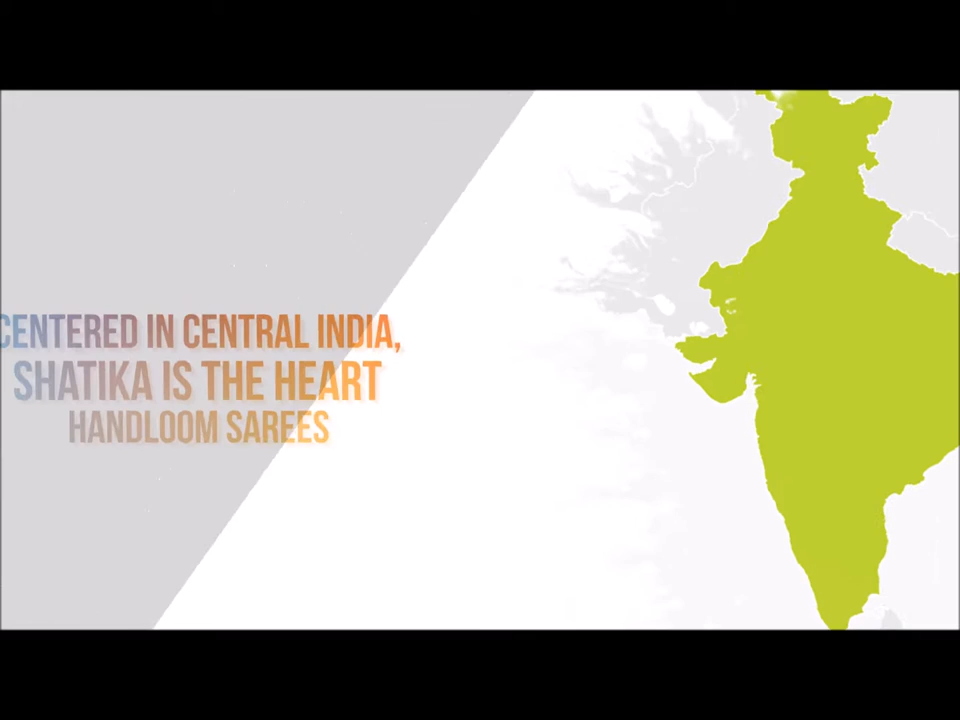 CENTERED IN CENTRAL INDIA,
SHATIKA IS THE HEART
HANDLOOM SAREES